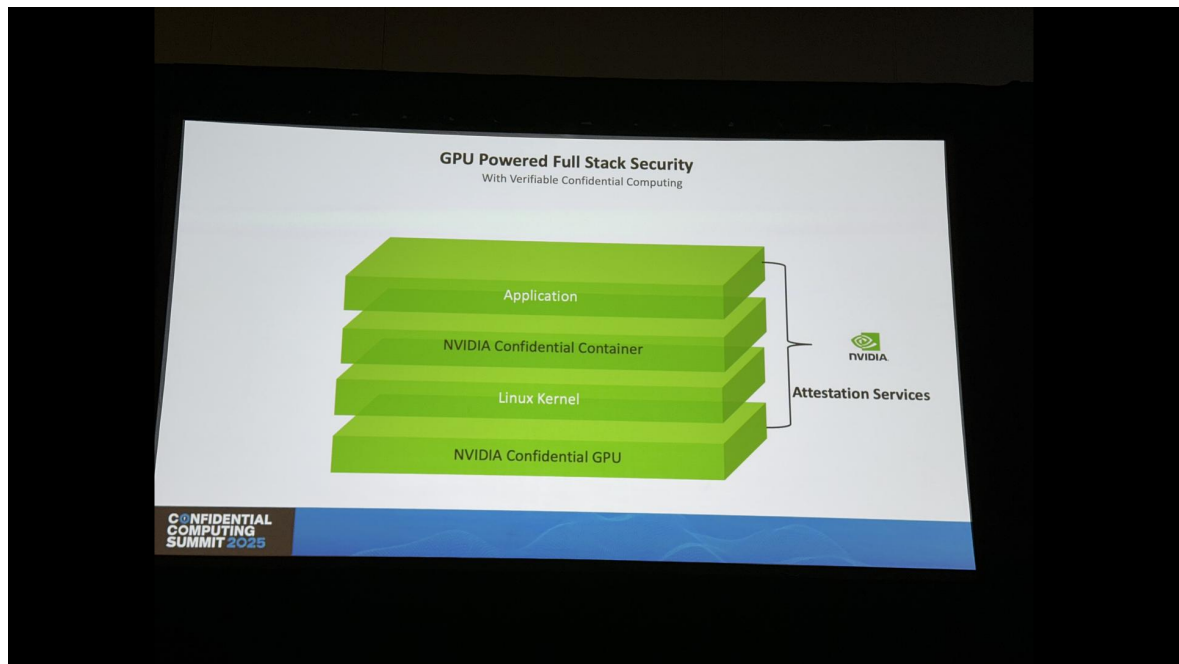 GPU Powered Full Stack Security
With Verifiable Confidential Computing
Application
NVIDIA Confidential Container
Linux Kernel
NVIDIA Confidential GPU
NVIDIA.
Attestation Services
CONFIDENTIAL
COMPUTING
SUMMIT 2025